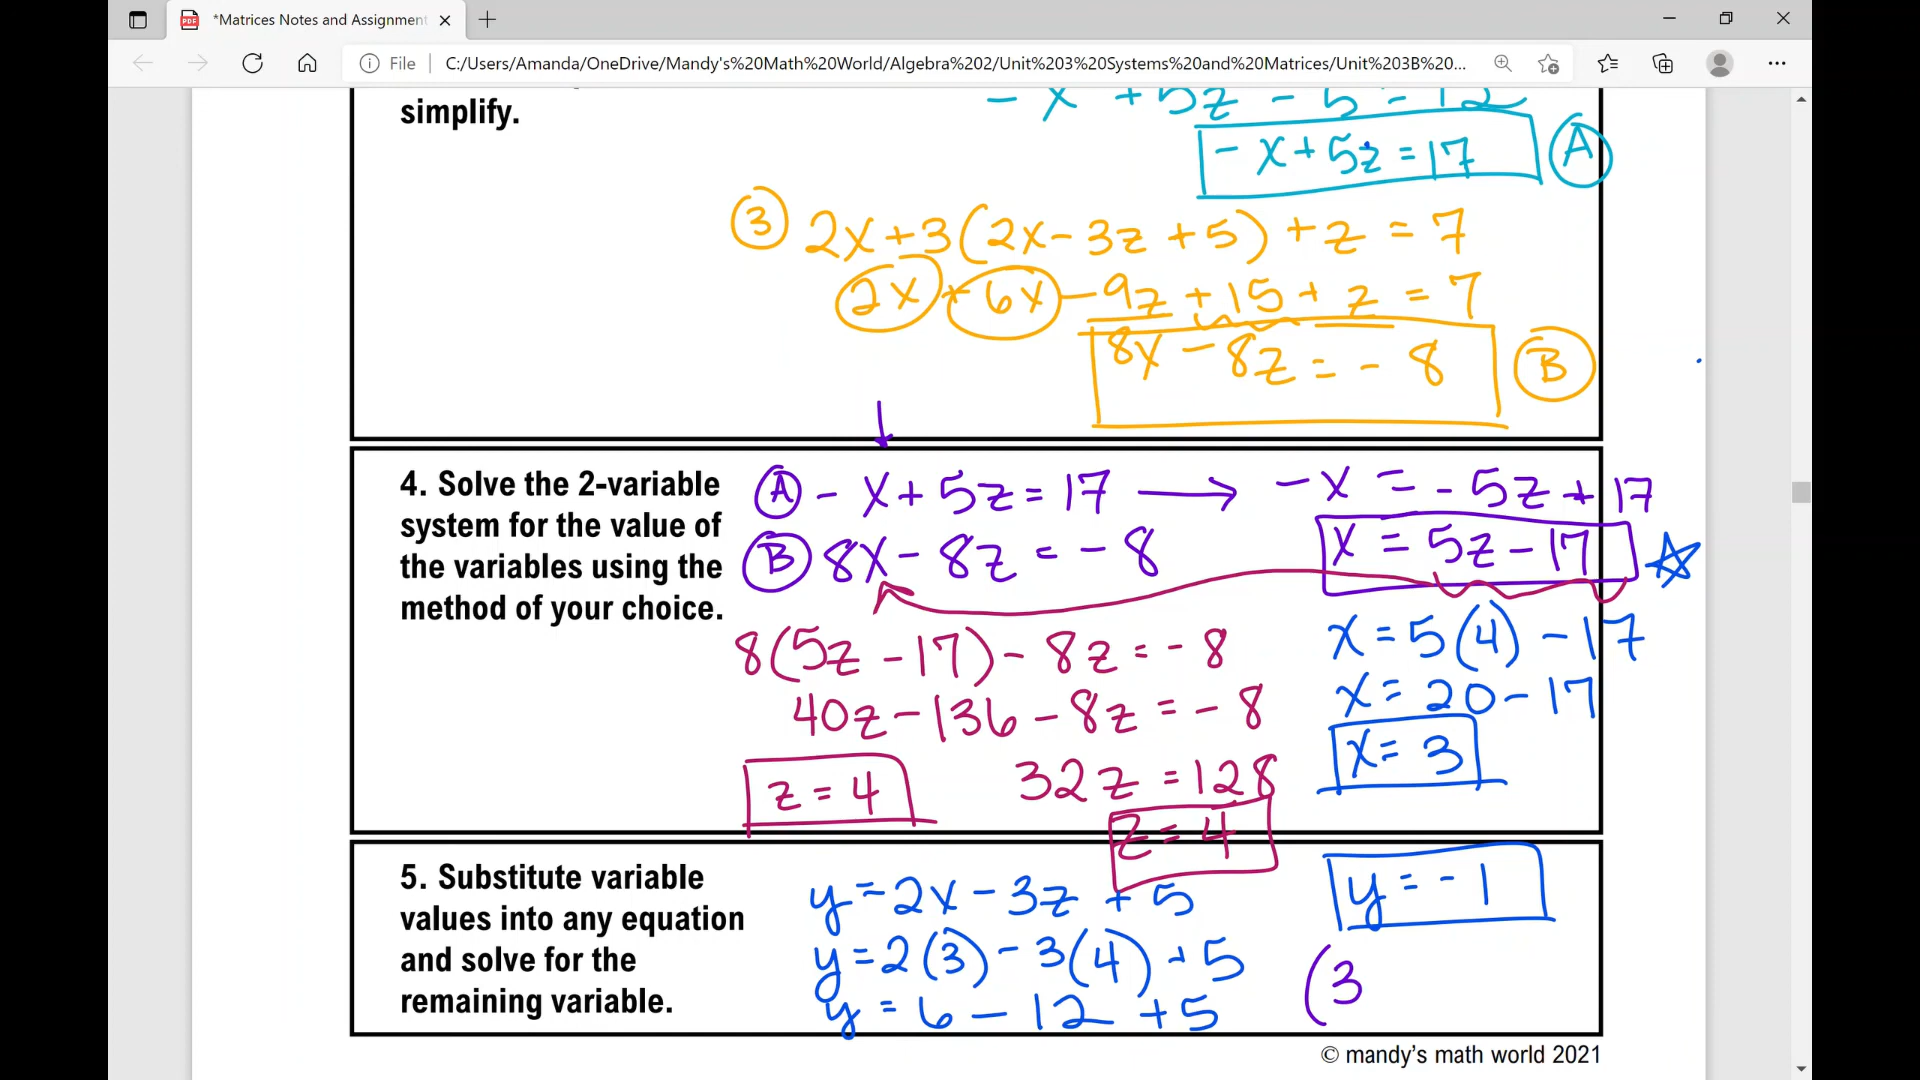 *Matrices Notes and Assignment
File
C:/Users/Amanda/OneDrive/Mandy's%20Math%20World/Algebra%202/Unit%203%20Systems%20and%20Matrices/Unit%203B%20...
simplify.
- x + 5z - 5 = 12
- x + 5z = 17 A
3 2x + 3(2x - 3z + 5) + z = 7
2x + 6x - 9z + 15 + z = 7
8x - 8z = - 8 B
4. Solve the 2-variable
system for the value of
the variables using the
method of your choice.
A - x + 5z = 17 → - x = - 5z + 17
B 8x - 8z = - 8
x = 5z - 17
8(5z - 17) - 8z = - 8
40z - 136 - 8z = - 8
32z = 128
z = 4
z = 4
x = 5(4) - 17
x = 20 - 17
x = 3
5. Substitute variable
values into any equation
and solve for the
remaining variable.
y = 2x - 3z + 5
y = 2(3) - 3(4) + 5
y = 6 - 12 + 5
y = - 1
(3
© mandy's math world 2021